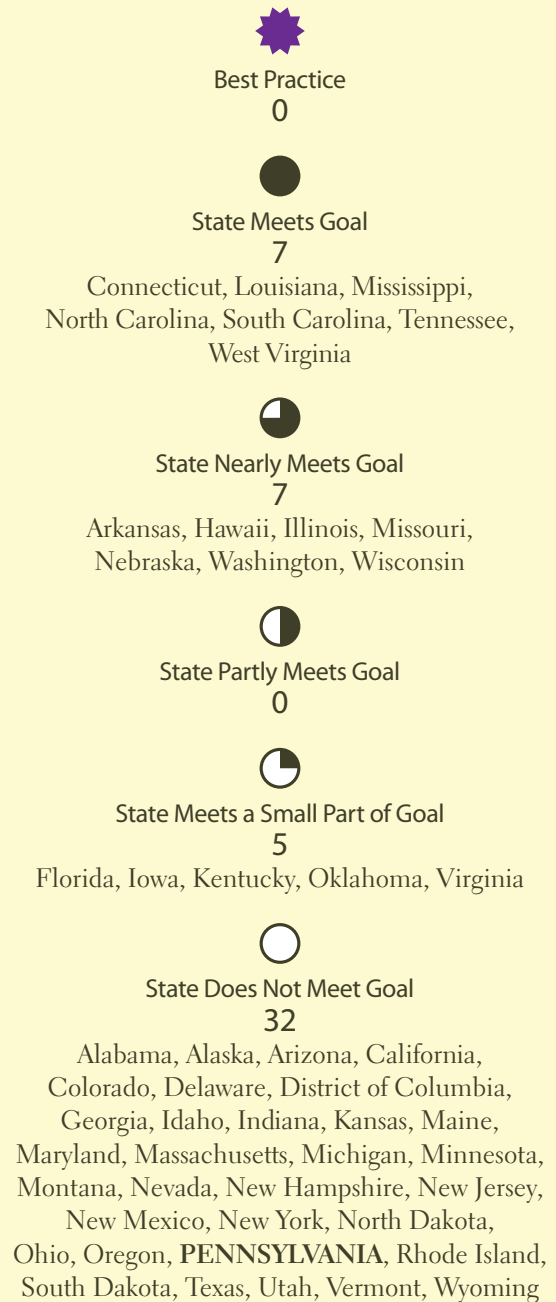 Best Practice
0
State Meets Goal
7
Connecticut, Louisiana, Mississippi,
North Carolina, South Carolina, Tennessee,
West Virginia
State Nearly Meets Goal
7
Arkansas, Hawaii, Illinois, Missouri,
Nebraska, Washington, Wisconsin
State Partly Meets Goal
0
State Meets a Small Part of Goal
5
Florida, Iowa, Kentucky, Oklahoma, Virginia
State Does Not Meet Goal
32
Alabama, Alaska, Arizona, California,
Colorado, Delaware, District of Columbia,
Georgia, Idaho, Indiana, Kansas, Maine,
Maryland, Massachusetts, Michigan, Minnesota,
Montana, Nevada, New Hampshire, New Jersey,
New Mexico, New York, North Dakota,
Ohio, Oregon, PENNSYLVANIA, Rhode Island,
South Dakota, Texas, Utah, Vermont, Wyoming